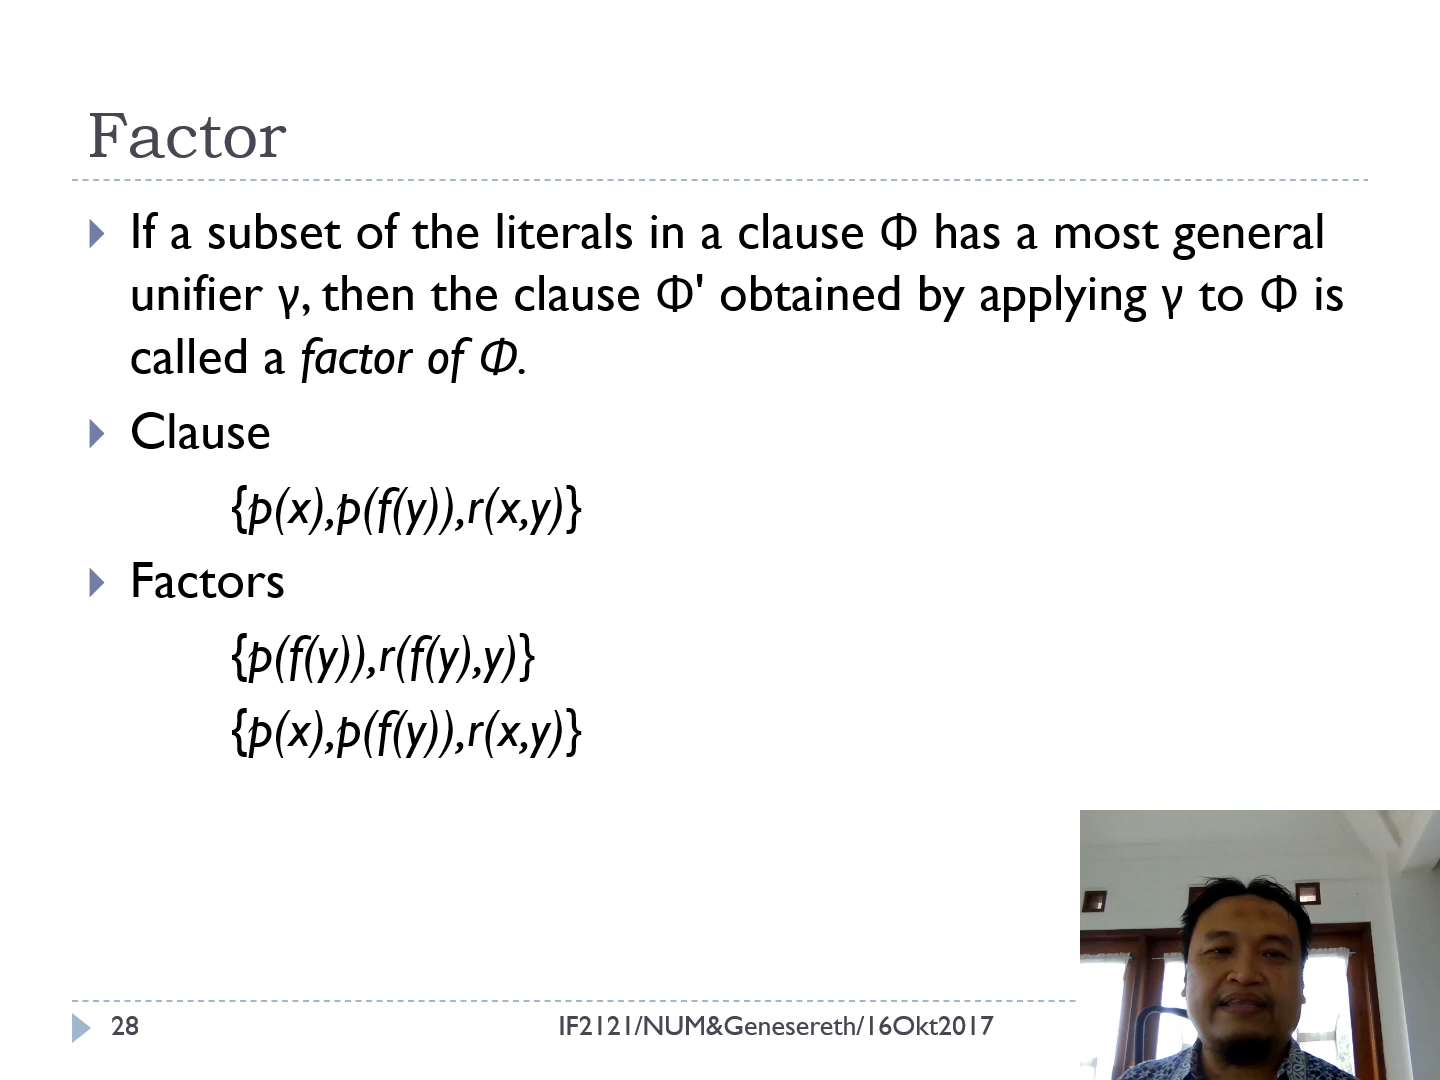 Factor
If a subset of the literals in a clause Φ has a most general
unifier γ, then the clause Φ' obtained by applying γ to Φ is
called a factor of Φ.
Clause
{p(x),p(f(y)),r(x,y)}
Factors
{p(f(y)),r(f(y),y)}
{p(x),p(f(y)),r(x,y)}
28
IF2121/NUM&Genesereth/16Okt2017